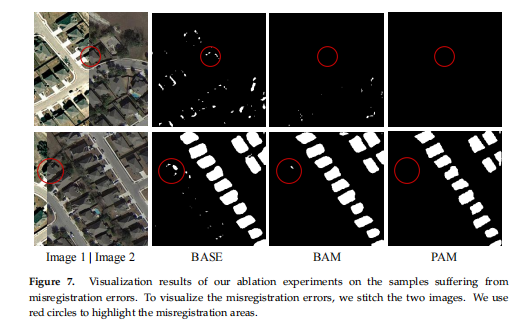 Image 1 | Image 2 BASE BAM PAM
Figure 7. Visualization results of our ablation experiments on the samples suffering from
misregistration errors. To visualize the misregistration errors, we stitch the two images. We use
red circles to highlight the misregistration areas.